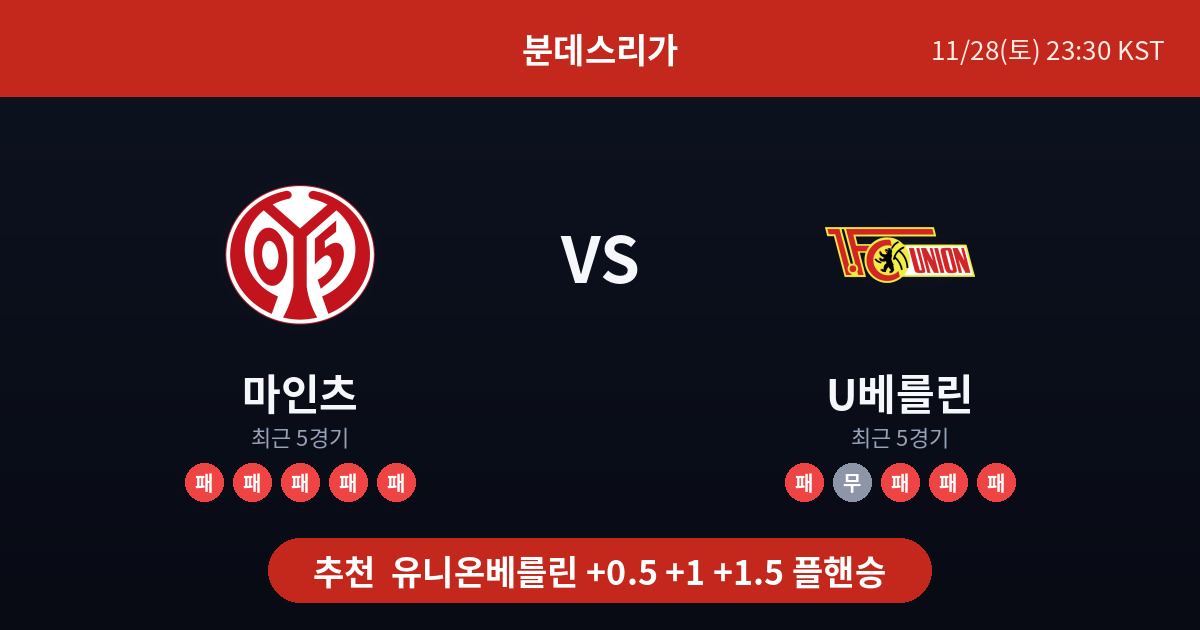 분데스리가
11/28(토) 23:30 KST
05
UNION
VS
마인츠
U베를린
최근 5경기
최근 5경기
패 패 패 패 패
패 무 패 패 패
추천 유니온베를린 +0.5 +1 +1.5 플핸승